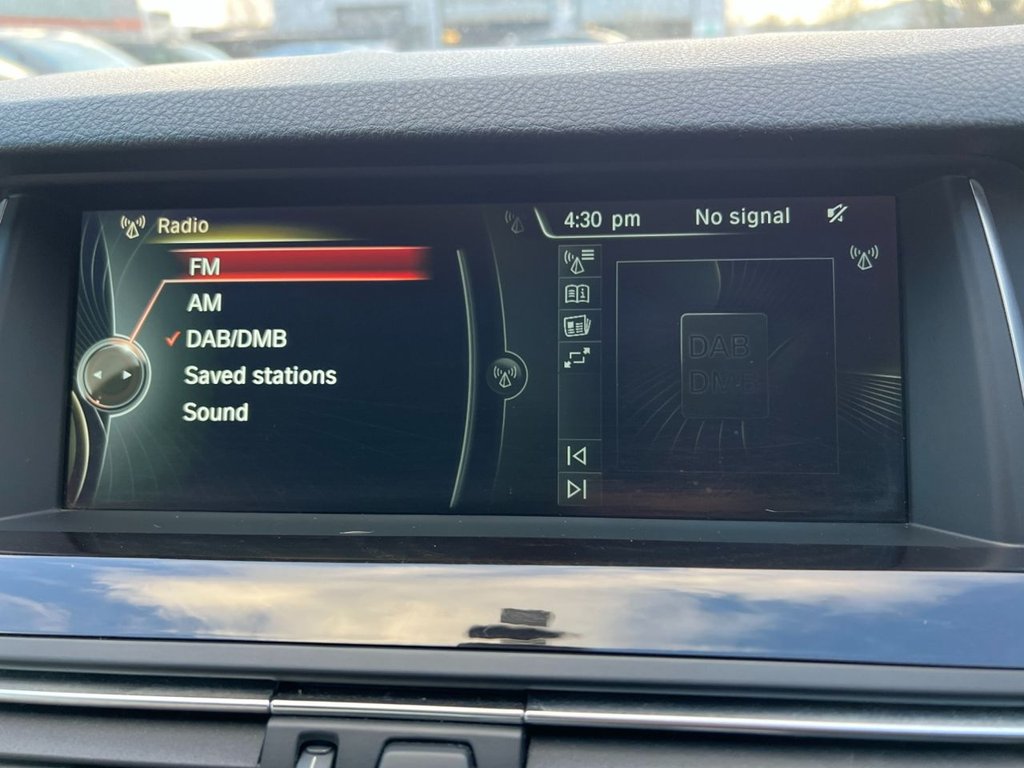 Radio
FM
AM
DAB/DMB
Saved stations
Sound
4:30 pm
No signal
DAB
DMB